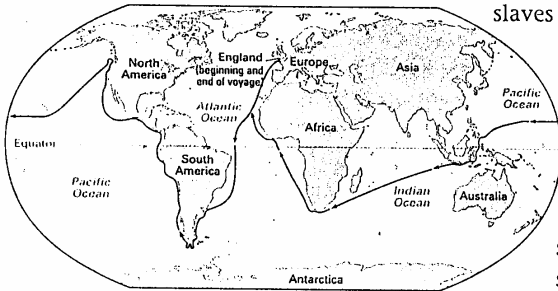 slaves
North
America
England
(beginning and
end of voyage)
Europe
Asia
Pacific
Ocean
Atlantic
Ocean
Africa
Equator
South
America
Pacific
Ocean
Indian
Ocean
Australia
Antarctica